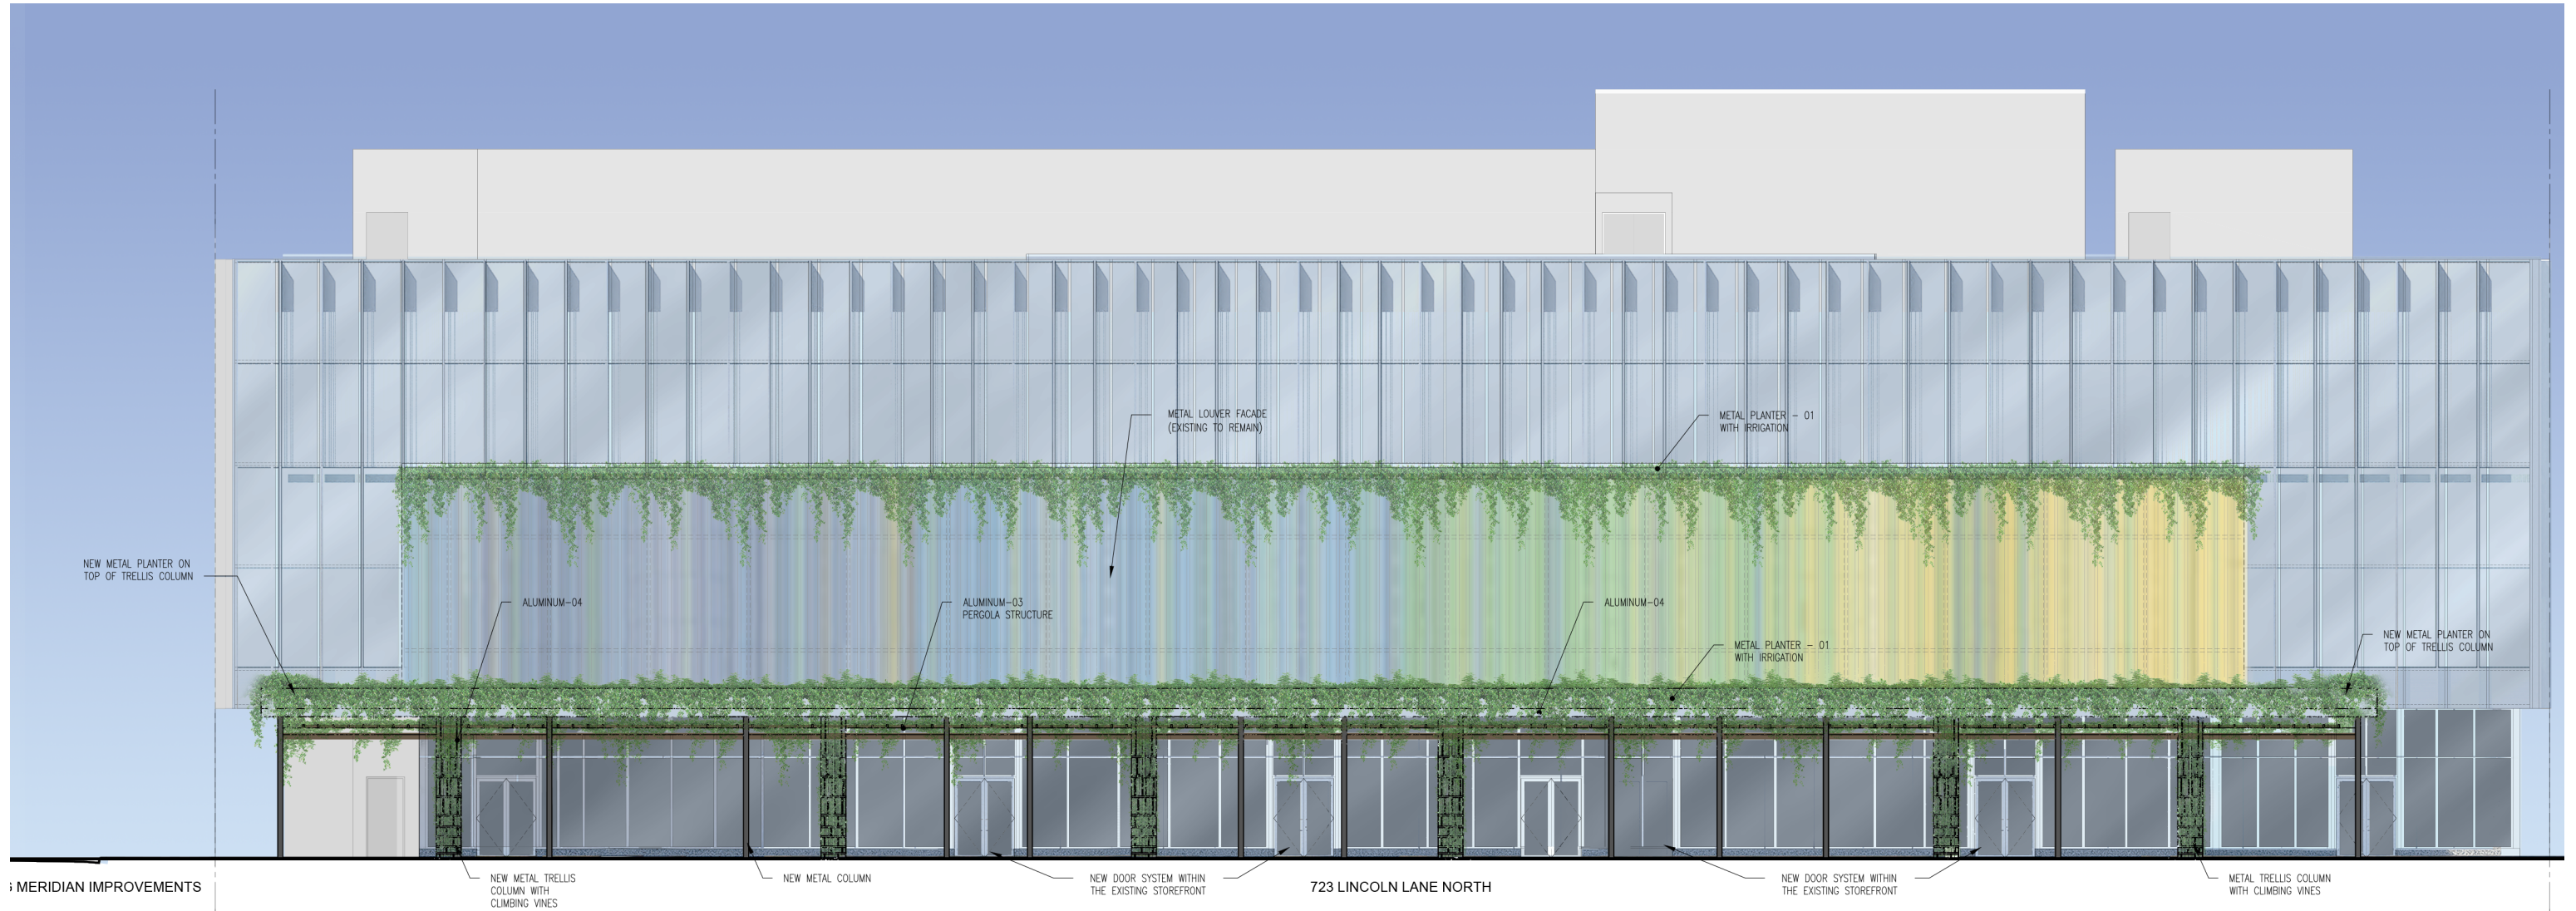 METAL LOUVER FACADE
(EXISTING TO REMAIN)
METAL PLANTER - 01
WITH IRRIGATION
NEW METAL PLANTER ON
TOP OF TRELLIS COLUMN
ALUMINUM-04
ALUMINUM-03
PERGOLA STRUCTURE
ALUMINUM-04
METAL PLANTER - 01
WITH IRRIGATION
NEW METAL PLANTER ON
TOP OF TRELLIS COLUMN
MERIDIAN IMPROVEMENTS
NEW METAL TRELLIS
COLUMN WITH
CLIMBING VINES
NEW METAL COLUMN
NEW DOOR SYSTEM WITHIN
THE EXISTING STOREFRONT
723 LINCOLN LANE NORTH
NEW DOOR SYSTEM WITHIN
THE EXISTING STOREFRONT
METAL TRELLIS COLUMN
WITH CLIMBING VINES